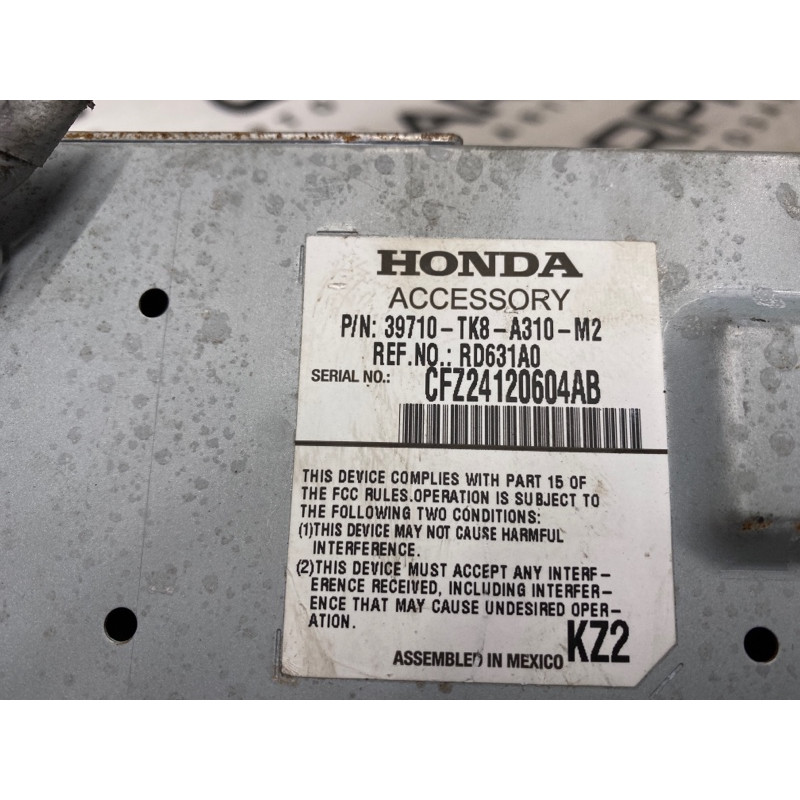 HONDA
ACCESSORY
P/N: 39710-TK8-A310-M2
REF.NO.: RD631A0
SERIAL NO.: CFZ24120604AB
THIS DEVICE COMPLIES WITH PART 15 OF
THE FCC RULES.OPERATION IS SUBJECT TO
THE FOLLOWING TWO CONDITIONS:
(1)THIS DEVICE MAY NOT CAUSE HARMFUL
INTERFERENCE.
(2)THIS DEVICE MUST ACCEPT ANY INTERF-
ERENCE RECEIVED, INCLUDING INTERFER-
ENCE THAT MAY CAUSE UNDESIRED OPER-
ATION.
ASSEMBLED IN MEXICO KZ2